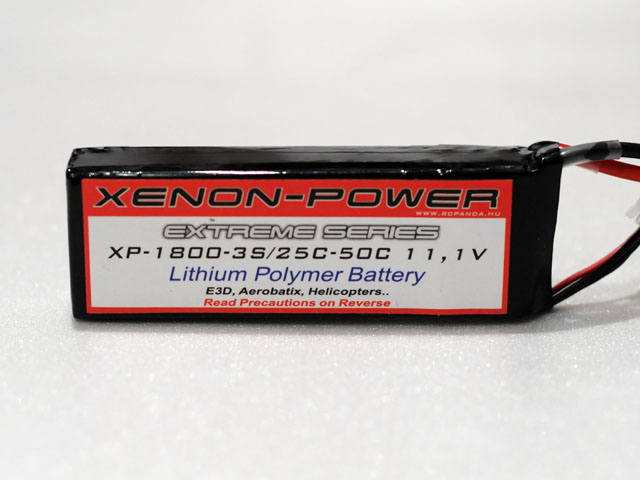 XENON-POWER
WWW.RCPANDA.HU
EXTREME SERIES
XP-1800-3S/25C-50C 11,1V
Lithium Polymer Battery
E3D, Aerobatix, Helicopters..
Read Precautions on Reverse